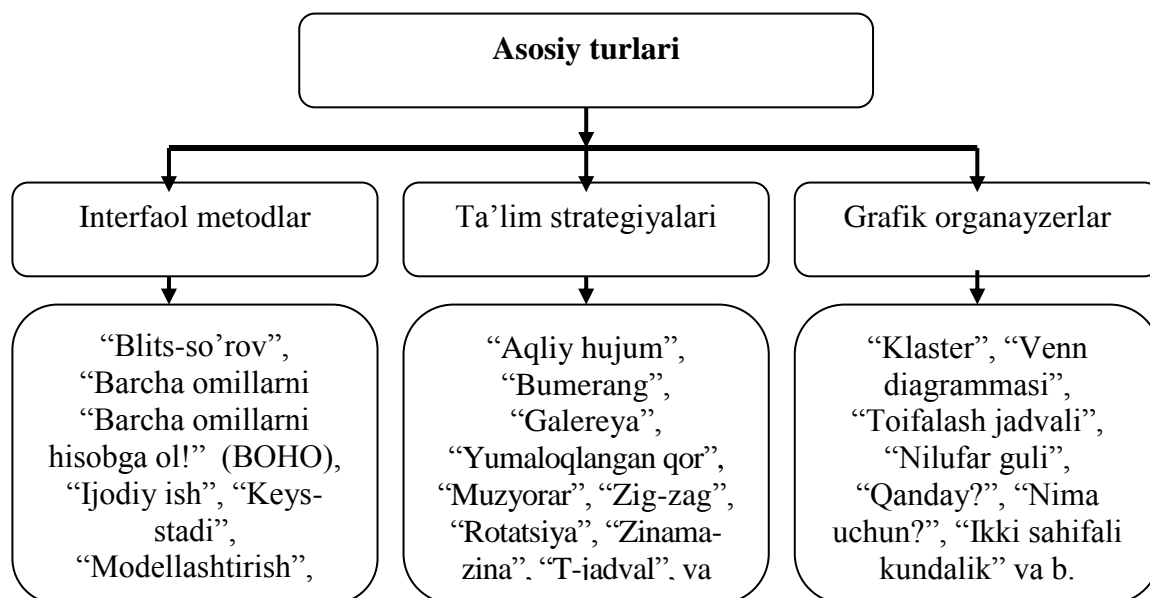 Asosiy turlari
Interfaol metodlar
Ta’lim strategiyalari
Grafik organayzerlar
“Blits-so’rov”,
“Barcha omillarni
“Barcha omillarni
hisobga ol!” (BOHO),
“Ijodiy ish”, “Keys-
stadi”,
“Modellashtirish”,
“Aqliy hujum”,
“Bumerang”,
“Galereya”,
“Yumaloqlangan qor”,
“Muzyorar”, “Zig-zag”,
“Rotatsiya”, “Zinama-
zina”, “T-jadval”, va
“Klaster”, “Venn
diagrammasi”,
“Toifalash jadvali”,
“Nilufar guli”,
“Qanday?”, “Nima
uchun?”, “Ikki sahifali
kundalik” va b.